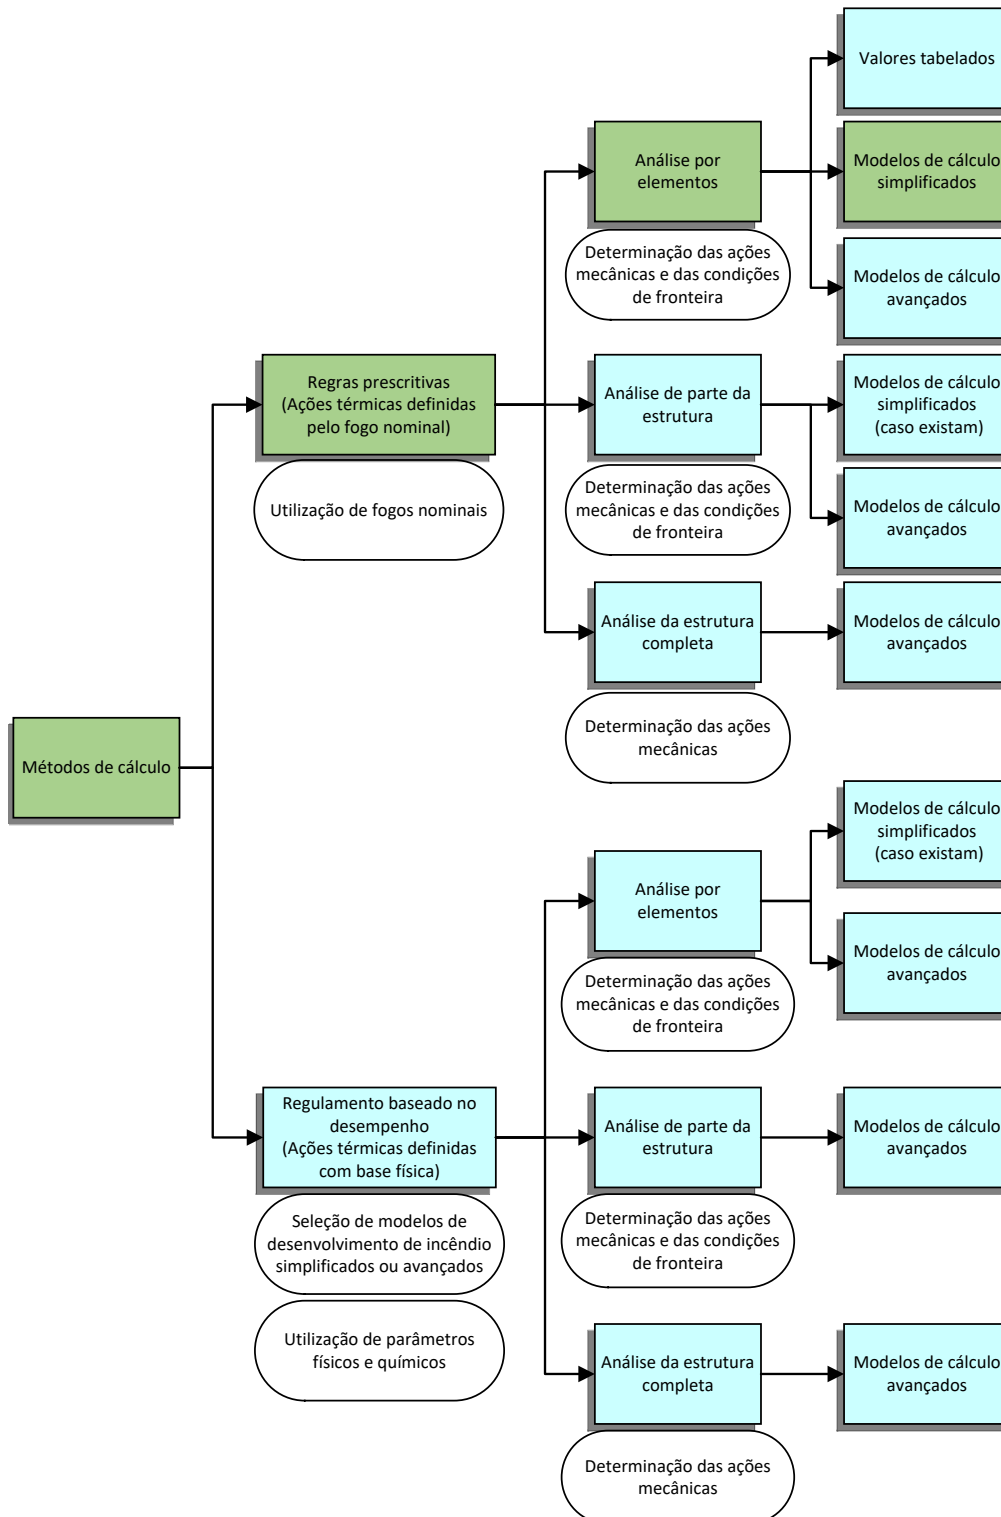 Valores tabelados
Análise por
elementos
Modelos de cálculo
simplificados
Determinação das ações
mecânicas e das condições
de fronteira
Modelos de cálculo
avançados
Regras prescritivas
(Ações térmicas definidas
pelo fogo nominal)
Análise de parte da
estrutura
Modelos de cálculo
simplificados
(caso existam)
Utilização de fogos nominais
Determinação das ações
mecânicas e das condições
de fronteira
Modelos de cálculo
avançados
Análise da estrutura
completa
Modelos de cálculo
avançados
Determinação das ações
mecânicas
Métodos de cálculo
Modelos de cálculo
simplificados
(caso existam)
Análise por
elementos
Modelos de cálculo
avançados
Determinação das ações
mecânicas e das condições
de fronteira
Regulamento baseado no
desempenho
(Ações térmicas definidas
com base física)
Análise de parte da
estrutura
Modelos de cálculo
avançados
Seleção de modelos de
desenvolvimento de incêndio
simplificados ou avançados
Determinação das ações
mecânicas e das condições
de fronteira
Utilização de parâmetros
físicos e químicos
Análise da estrutura
completa
Modelos de cálculo
avançados
Determinação das ações
mecânicas